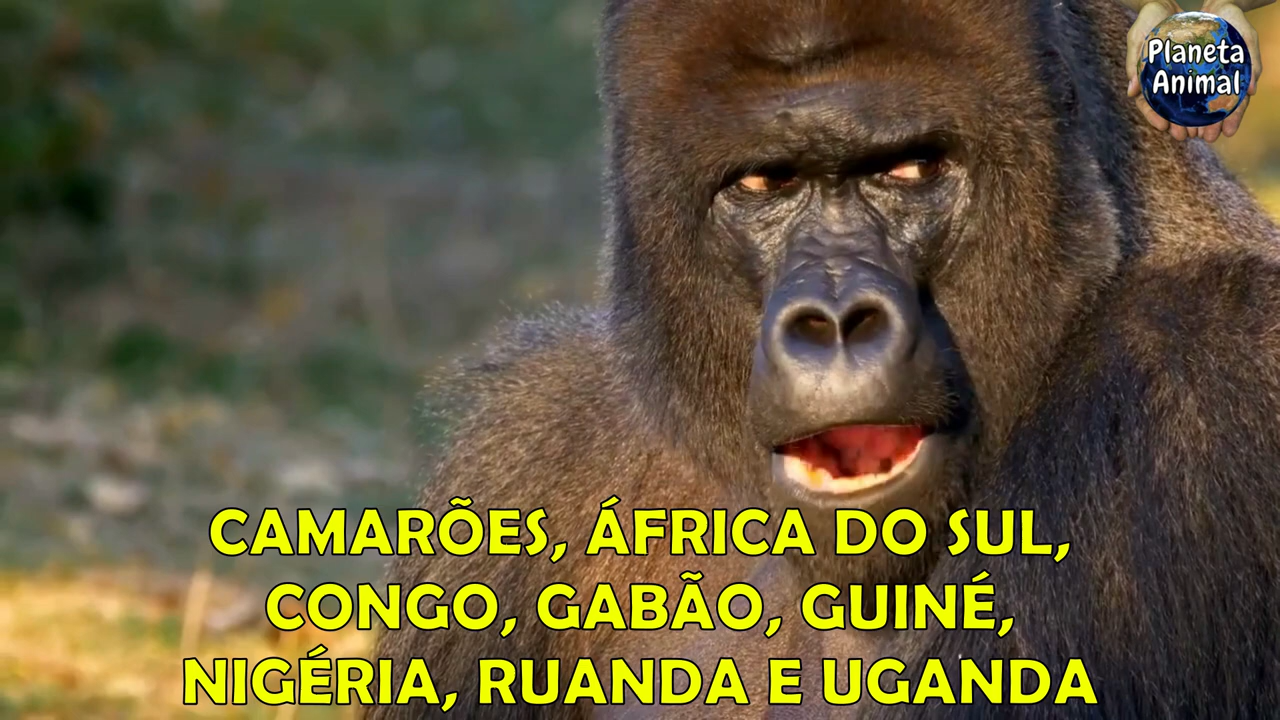 Planeta
Animal
CAMARÕES, ÁFRICA DO SUL,
CONGO, GABÃO, GUINÉ,
NIGÉRIA, RUANDA E UGANDA